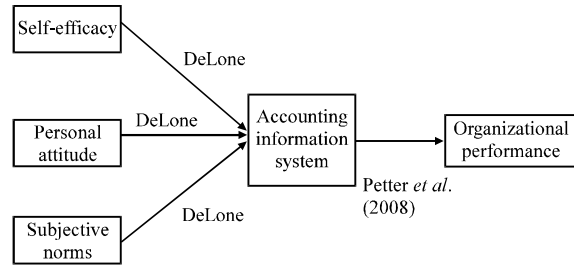 Self-efficacy
DeLone
DeLone
Personal
attitude
Accounting
information
system
Organizational
performance
Petter et al.
(2008)
DeLone
Subjective
norms